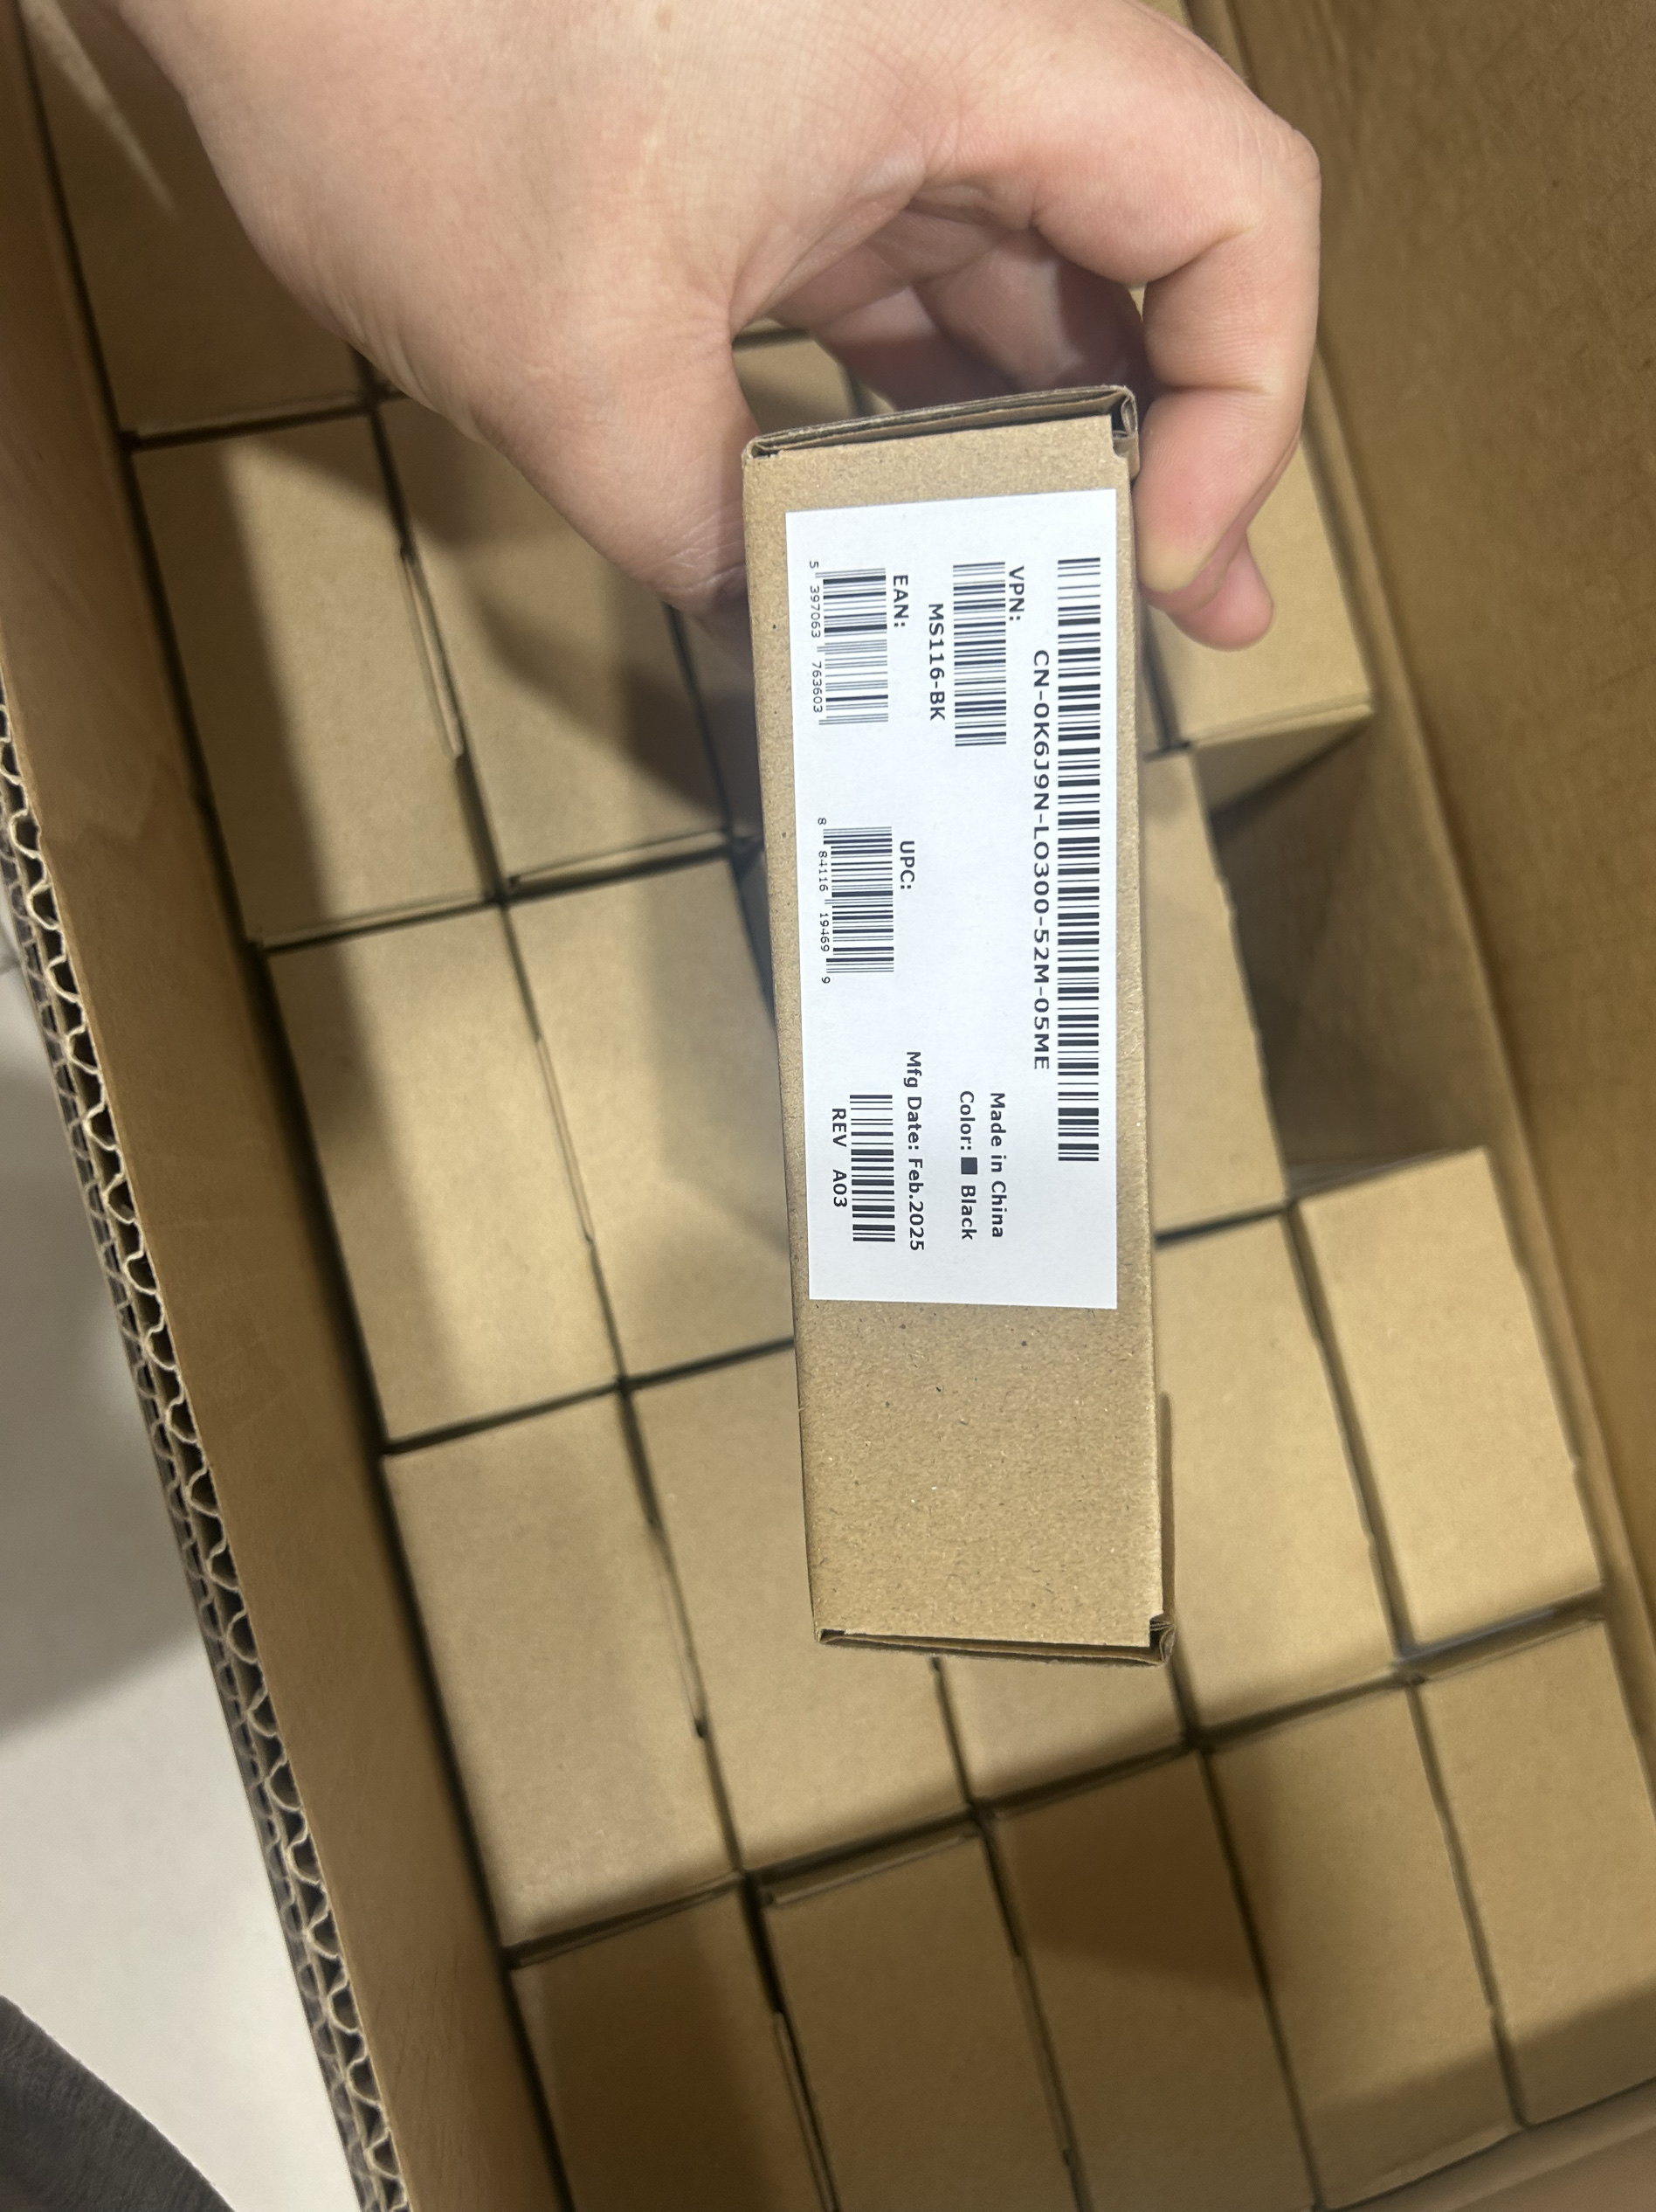 CN-0K6J9N-LO300-52M-05ME
VPN:
MS116-BK
Made in China
Color: ■ Black
EAN:
5 397063 763603
UPC:
8 84116 19469 9
Mfg Date: Feb.2025
REV A03